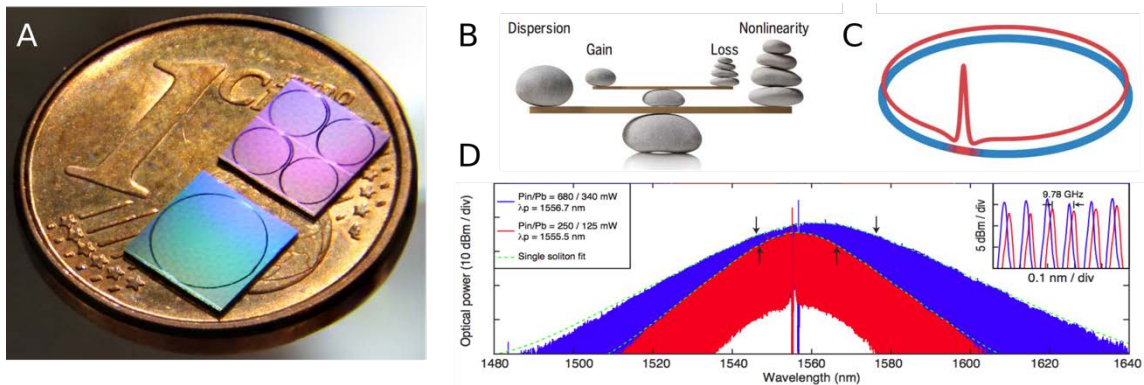 A
B
Dispersion
Gain
Loss
Nonlinearity
C
D
Pin/Pb = 680 / 340 mW
λp = 1556.7 nm
Pin/Pb = 250 / 125 mW
λp = 1555.5 nm
Single soliton fit
9.78 GHz
5 dBm / div
0.1 nm / div
Optical power (10 dBm / div)
1480
1500
1520
1540
1560
1580
1600
1620
1640
Wavelength (nm)
1